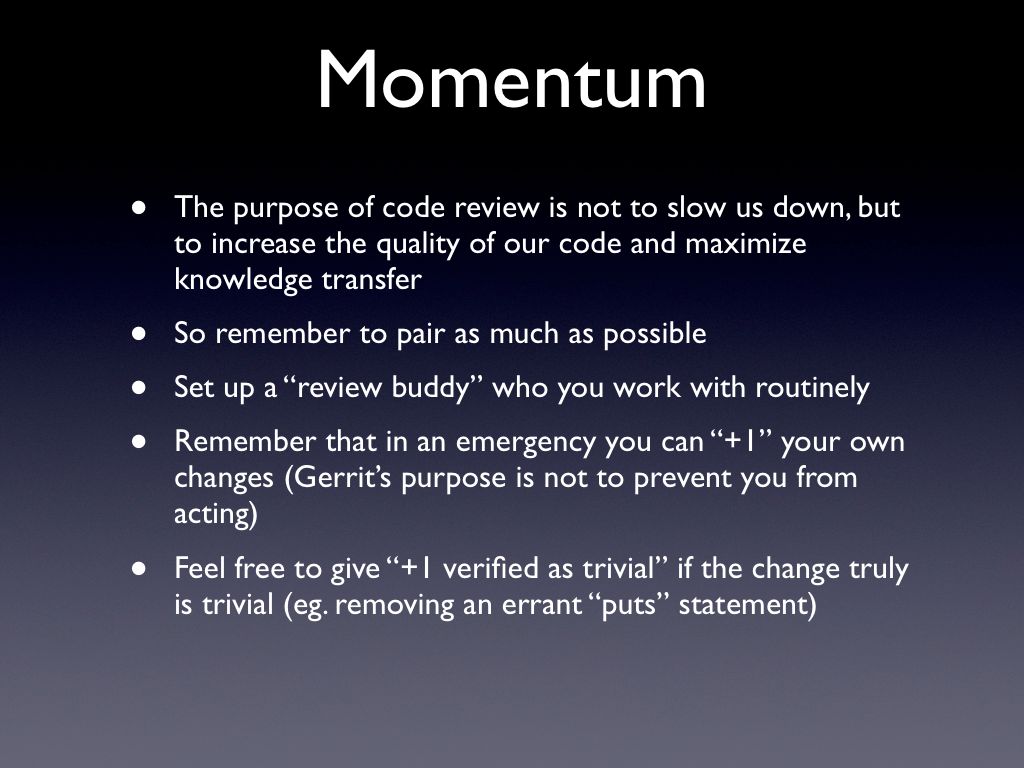 Momentum
• The purpose of code review is not to slow us down, but
to increase the quality of our code and maximize
knowledge transfer
• So remember to pair as much as possible
• Set up a “review buddy” who you work with routinely
• Remember that in an emergency you can “+1” your own
changes (Gerrit’s purpose is not to prevent you from
acting)
• Feel free to give “+1 verified as trivial” if the change truly
is trivial (eg. removing an errant “puts” statement)